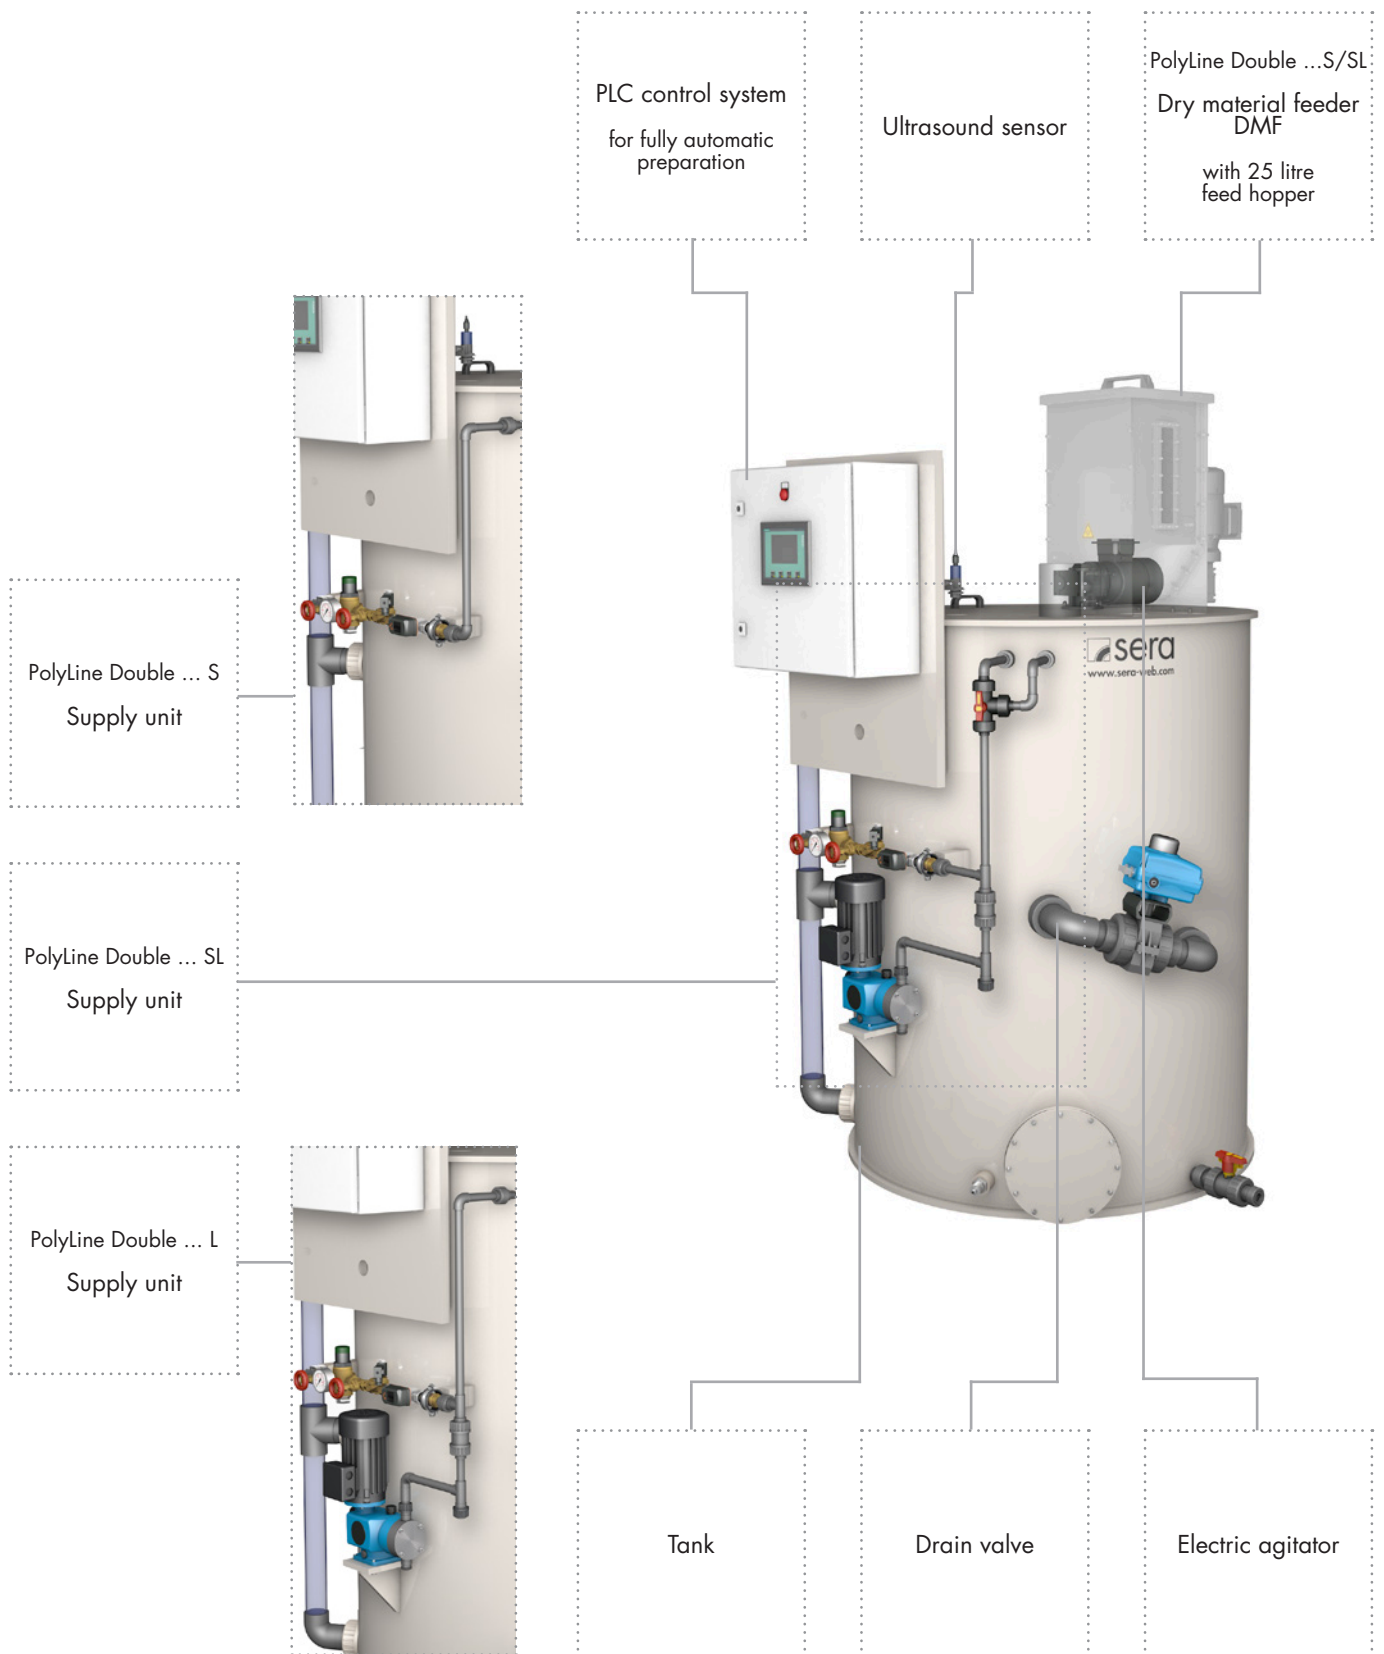 PLC control system
for fully automatic
preparation
Ultrasound sensor
PolyLine Double ...S/SL
Dry material feeder
DMF
with 25 litre
feed hopper
sera
www.sera-web.com
PolyLine Double ... S
Supply unit
PolyLine Double ... SL
Supply unit
PolyLine Double ... L
Supply unit
Tank
Drain valve
Electric agitator